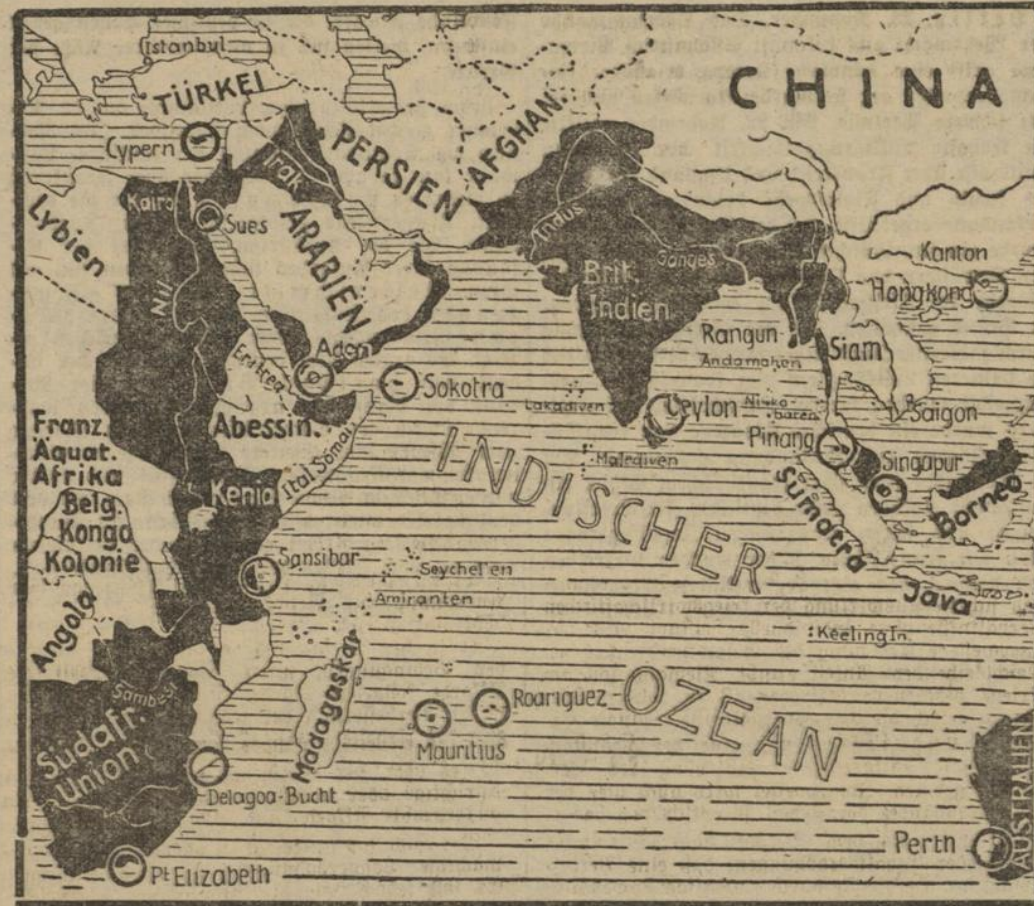 Istanbul
TÜRKEI
CHINA
Cypern
PERSIEN
AFGHAN.
Irak
Lybien
Kairo
Sues
ARABIEN
Indus
Ganges
Kanton
Hongkong
Nil
Brit.
Indien
Rangun
Andamanen
Siam
Aden
Eritrea
Sokotra
Lakadiven
Ceylon
Niko-
baren
Saigon
Franz.
Äquat.
Afrika
Abessin.
Ital. Somali
Malediven
Pinang
Singapur
INDISCHER
Belg.
Kongo
Kolonie
Kenia
Sumatra
Borneo
Sansibar
Seychellen
Amiranten
Java
Angola
Keeling In.
Sambesi
Madagaskar
Rodriguez
OZEAN
Mauritius
Südafr.
Union
Delagoa-Bucht
Perth
AUSTRALIEN
Pt Elizabeth